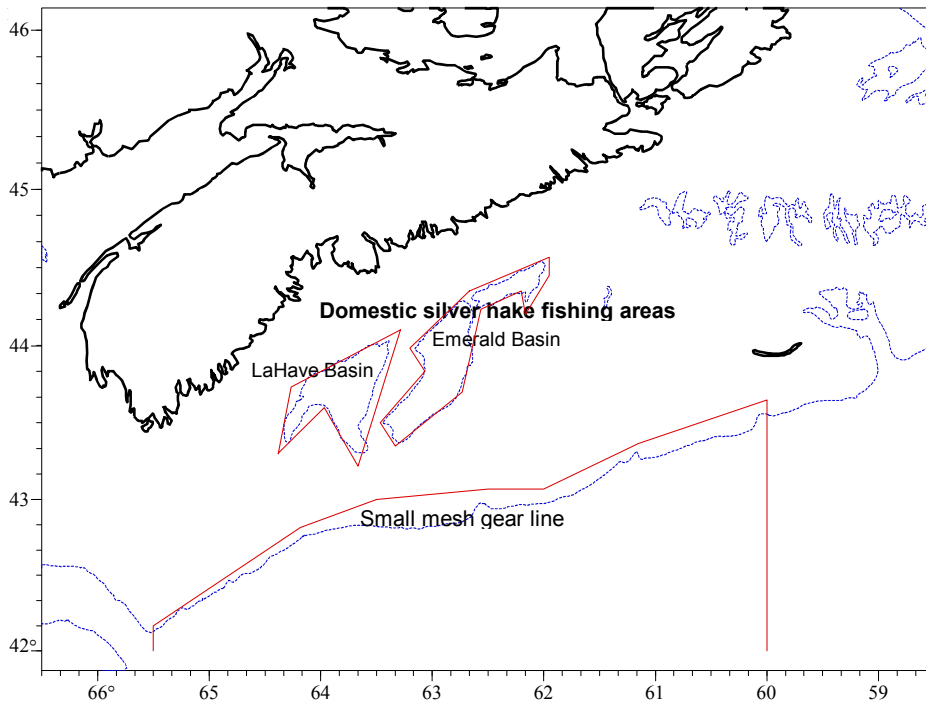 46
45
Domestic silver hake fishing areas
Emerald Basin
44
LaHave Basin
43
Small mesh gear line
42°
66° 65 64 63 62 61 60 59